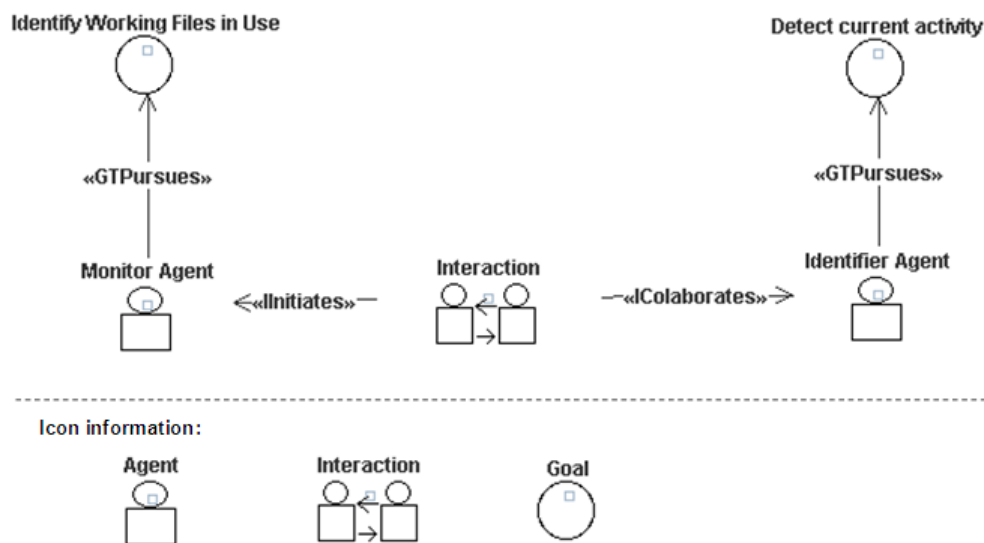 Identify Working Files in Use
Detect current activity
«GTPursues»
«GTPursues»
Monitor Agent
Interaction
Identifier Agent
«IInitiates»
«IColaborates»
Icon information:
Agent
Interaction
Goal